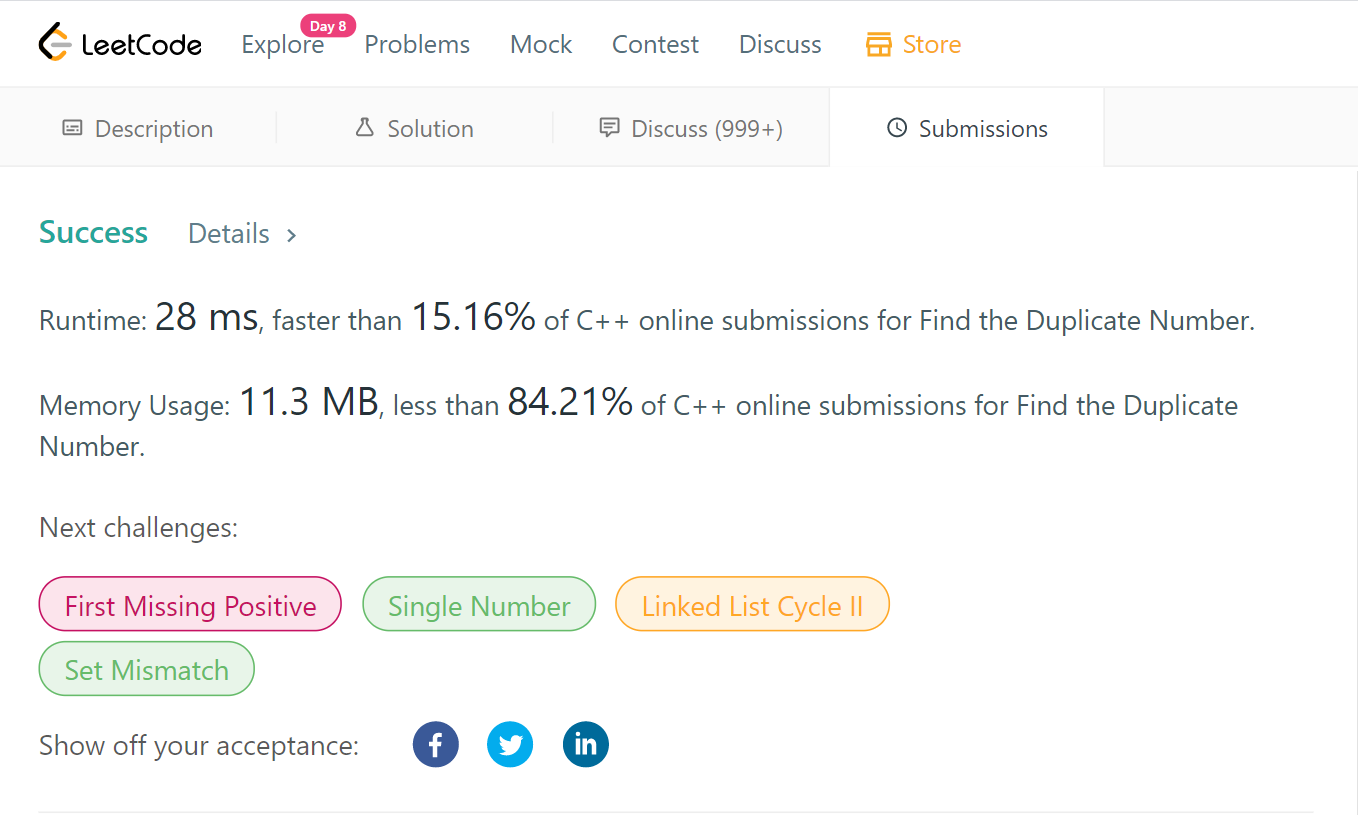 LeetCode Explore Day 8 Problems Mock Contest Discuss Store
Description Solution Discuss (999+) Submissions
Success Details >
Runtime: 28 ms, faster than 15.16% of C++ online submissions for Find the Duplicate Number.
Memory Usage: 11.3 MB, less than 84.21% of C++ online submissions for Find the Duplicate
Number.
Next challenges:
First Missing Positive Single Number Linked List Cycle II
Set Mismatch
Show off your acceptance: f in